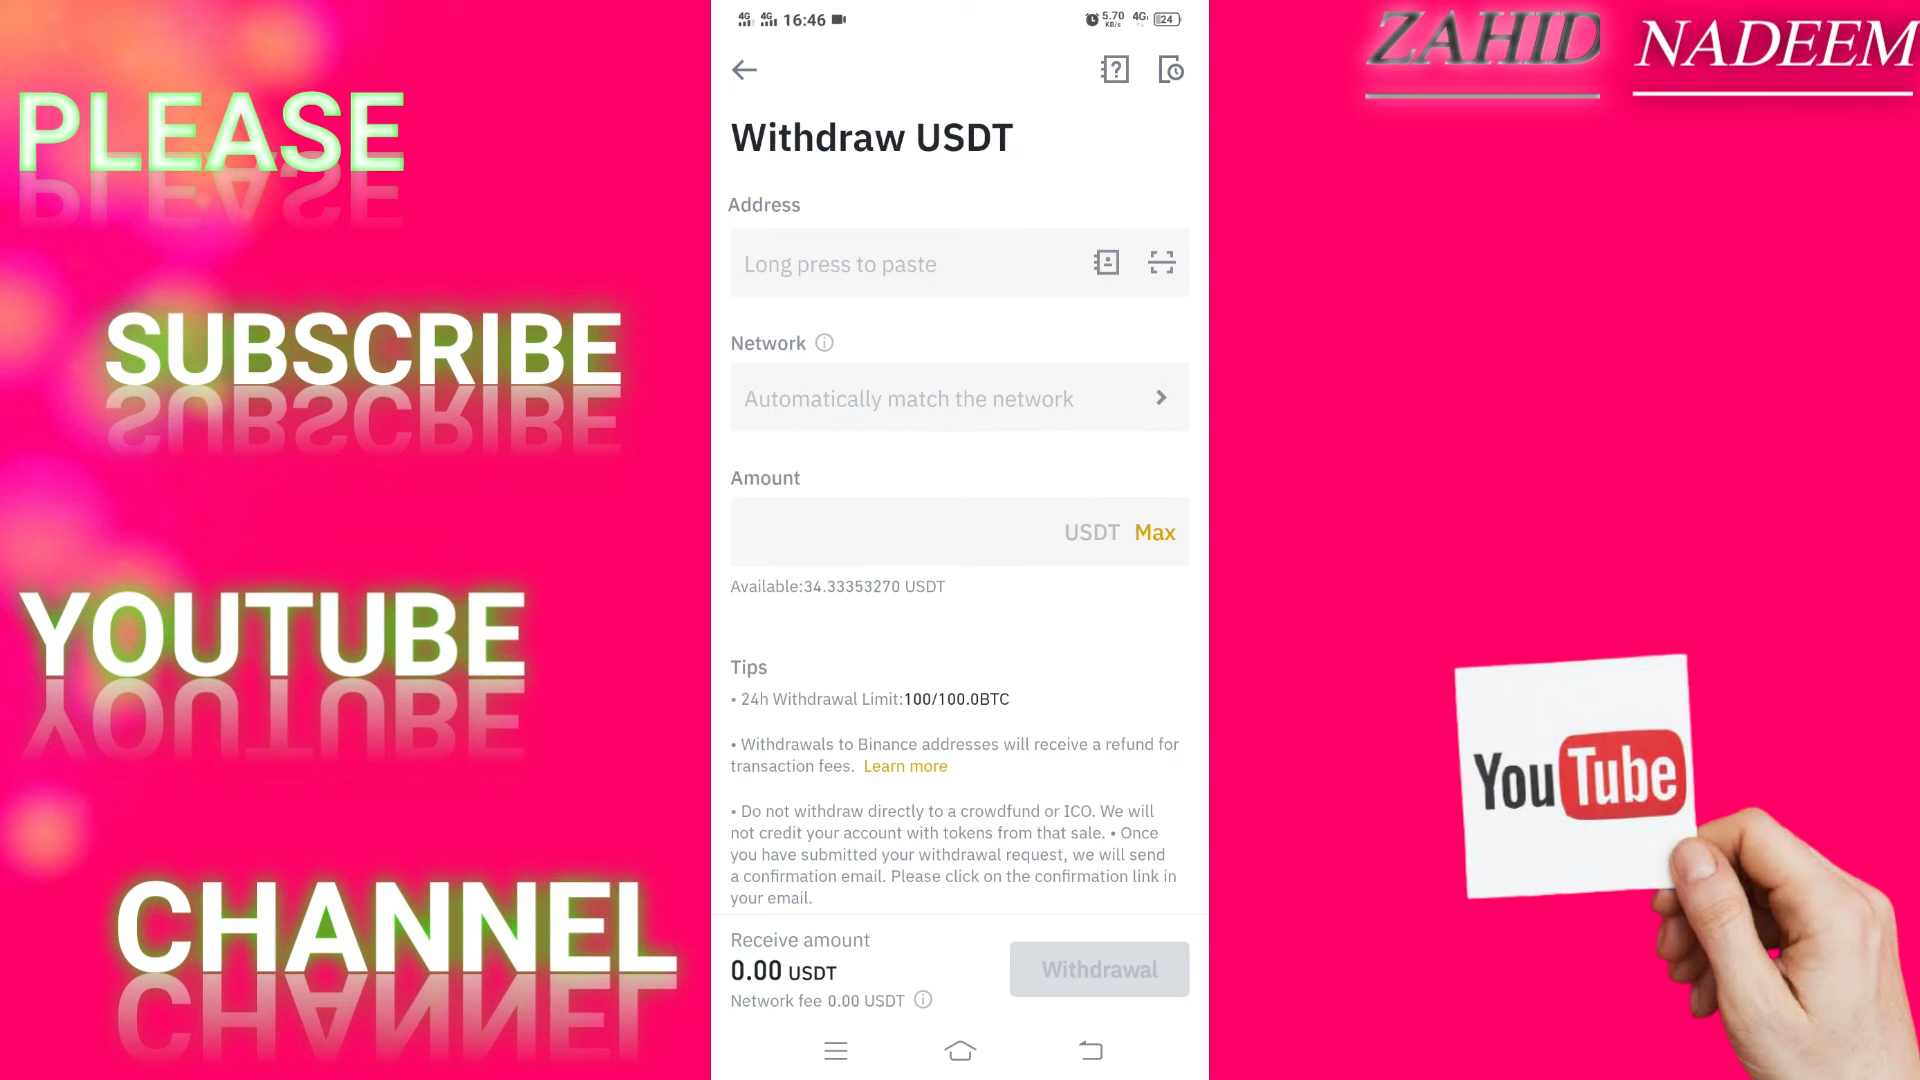 4G 4G 16:46 5.70 KB/s 4G 24
ZAHID NADEEM
PLEASE
SUBSCRIBE
YOUTUBE
CHANNEL
Withdraw USDT
Address
Long press to paste
Network
Automatically match the network
Amount
USDT Max
Available:34.33353270 USDT
Tips
• 24h Withdrawal Limit:100/100.0BTC
• Withdrawals to Binance addresses will receive a refund for
transaction fees. Learn more
• Do not withdraw directly to a crowdfund or ICO. We will
not credit your account with tokens from that sale. • Once
you have submitted your withdrawal request, we will send
a confirmation email. Please click on the confirmation link in
your email.
Receive amount
0.00 USDT
Network fee 0.00 USDT
Withdrawal
YouTube